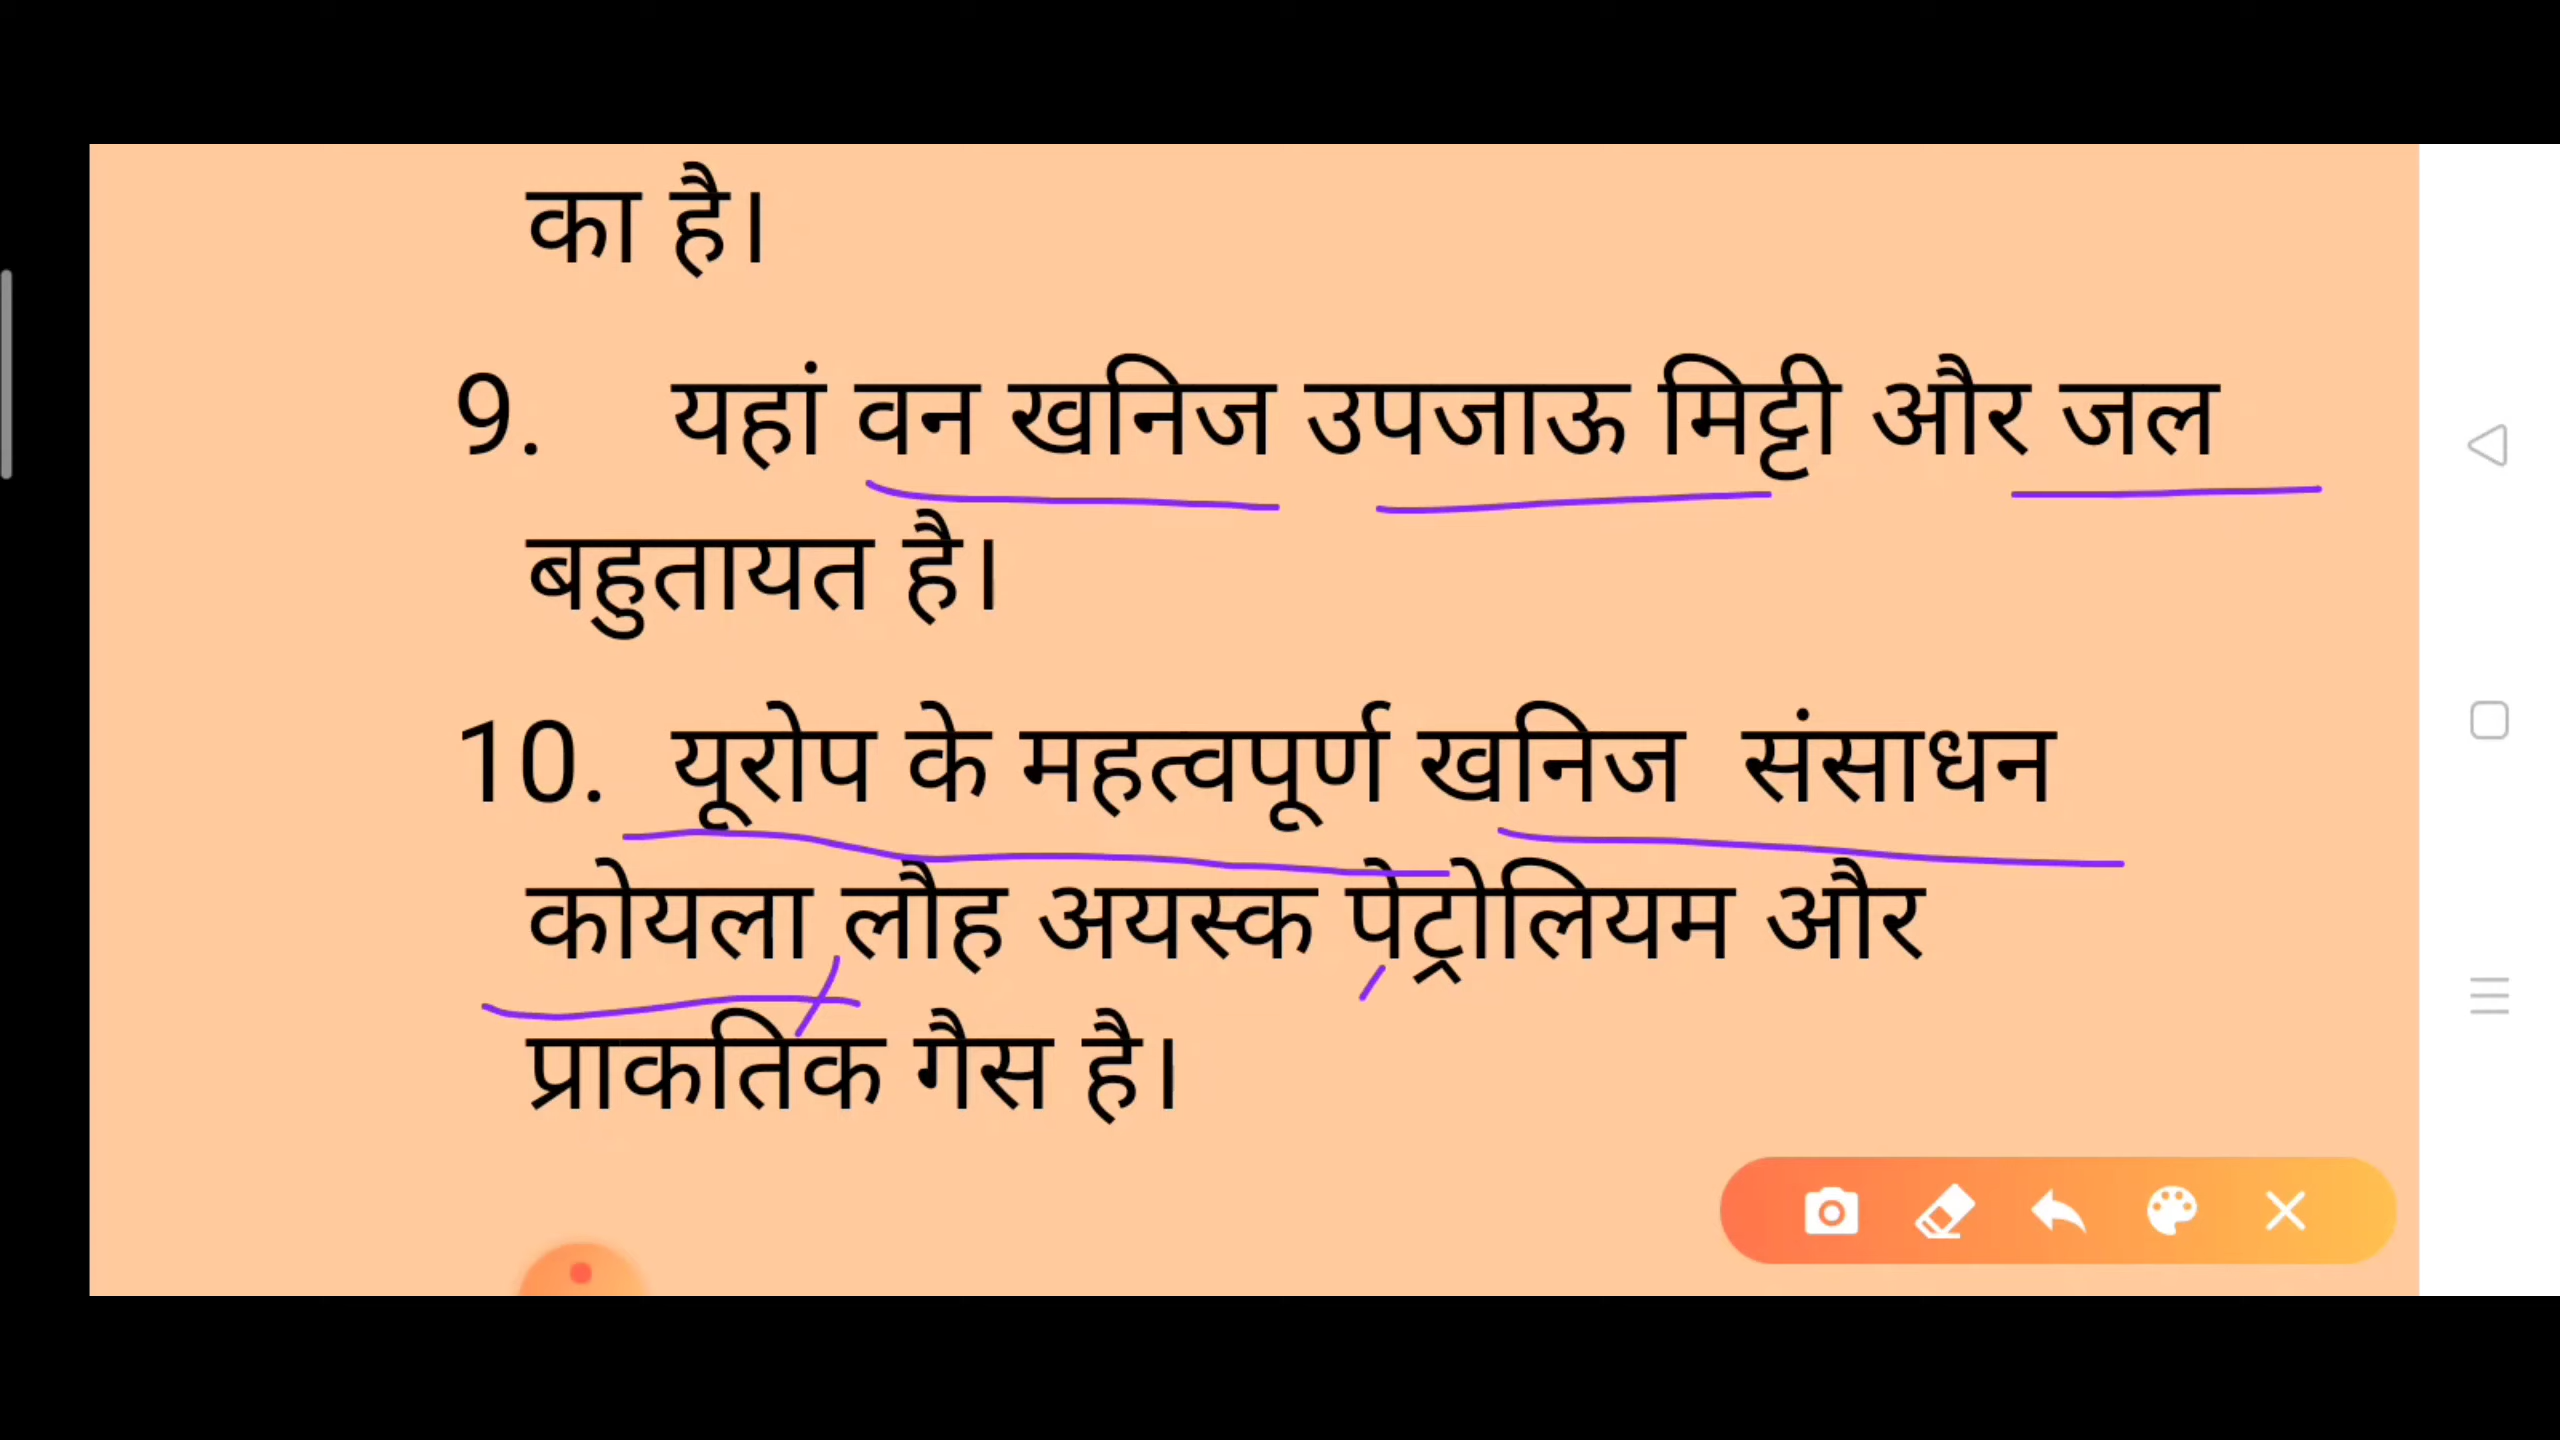 का है।
9. यहां वन खनिज उपजाऊ मिट्टी और जल
बहुतायत है।
10. यूरोप के महत्वपूर्ण खनिज संसाधन
कोयला लौह अयस्क पेट्रोलियम और
प्राकतिक गैस है।